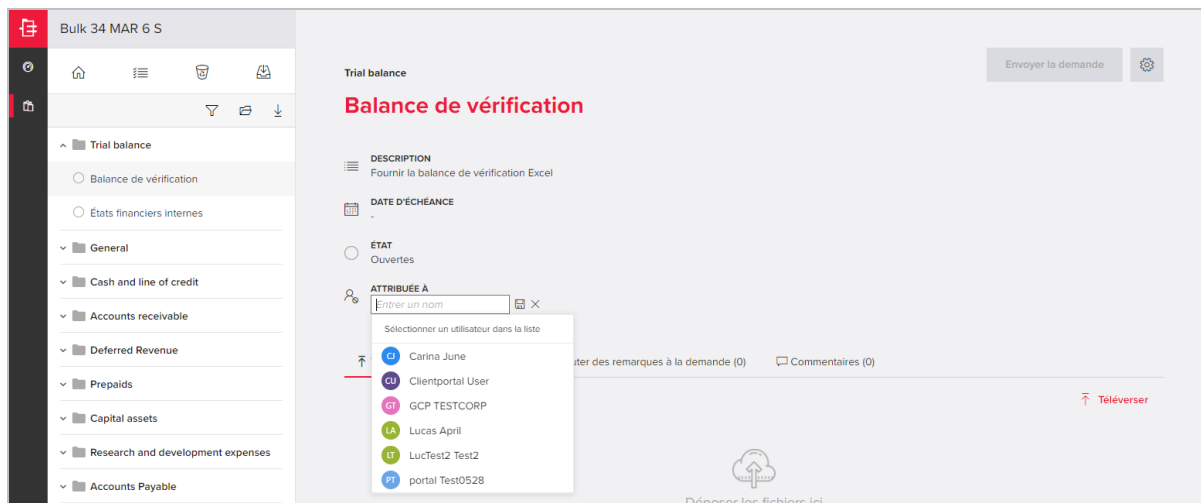 Bulk 34 MAR 6 S
Trial balance
Balance de vérification
États financiers internes
General
Cash and line of credit
Accounts receivable
Deferred Revenue
Prepaids
Capital assets
Research and development expenses
Accounts Payable
Envoyer la demande
Trial balance
Balance de vérification
DESCRIPTION
Fournir la balance de vérification Excel
DATE D'ÉCHÉANCE
-
ÉTAT
Ouvertes
ATTRIBUÉE À
Entrer un nom
Sélectionner un utilisateur dans la liste
CJ Carina June
CU Clientportal User
GT GCP TESTCORP
LA Lucas April
LT LucTest2 Test2
PT portal Test0528
des remarques à la demande (0)
Commentaires (0)
Téléverser
Déposer les fichiers ici